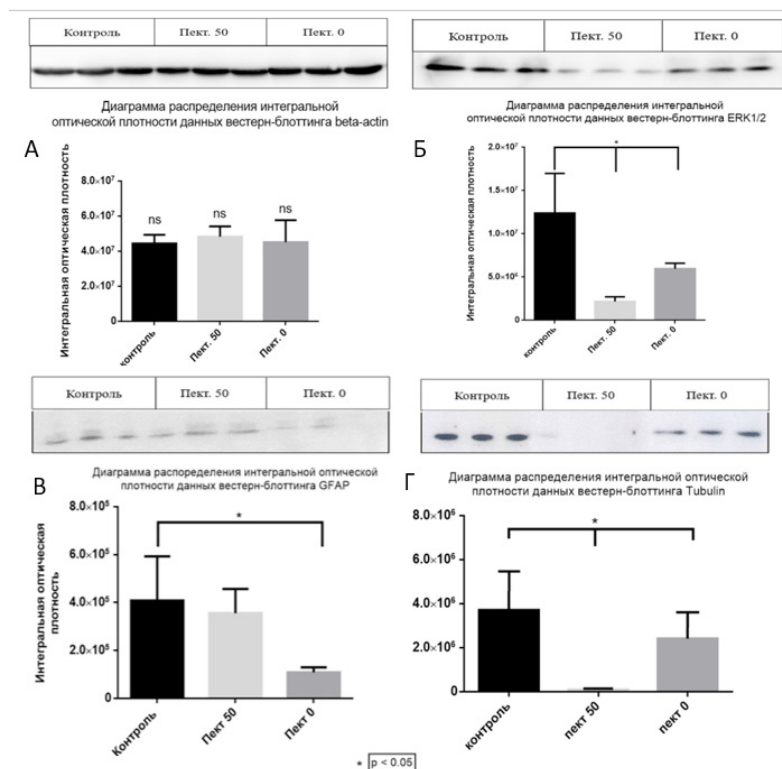 Контроль Пект. 50 Пект. 0
Диаграмма распределения интегральной
оптической плотности данных вестерн-блоттинга beta-actin
А
Интегральная оптическая плотность
8.0×10⁷
6.0×10⁷
4.0×10⁷
2.0×10⁷
0
ns ns ns
контроль Пект. 50 Пект. 0
Контроль Пект. 50 Пект. 0
Диаграмма распределения интегральной
оптической плотности данных вестерн-блоттинга ERK1/2
Б
Интегральная оптическая плотность
2.0×10⁷
1.5×10⁷
1.0×10⁷
5.0×10⁶
0
*
контроль Пект. 50 Пект. 0
Контроль Пект. 50 Пект. 0
Диаграмма распоределения интегральной оптической
плотности данных вестерн-блоттинга GFAP
В
Интегральная оптическая
плотность
8.0×10⁵
6.0×10⁵
4.0×10⁵
2.0×10⁵
0
*
Контроль Пект 50 Пект 0
Контроль Пект. 50 Пект. 0
Диаграмма распределения интегральной оптической
плотности данных вестерн-блоттинга Tubulin
Г
8.0×10⁶
6.0×10⁶
4.0×10⁶
2.0×10⁶
0
*
контроль пект 50 пект 0
* p < 0.05